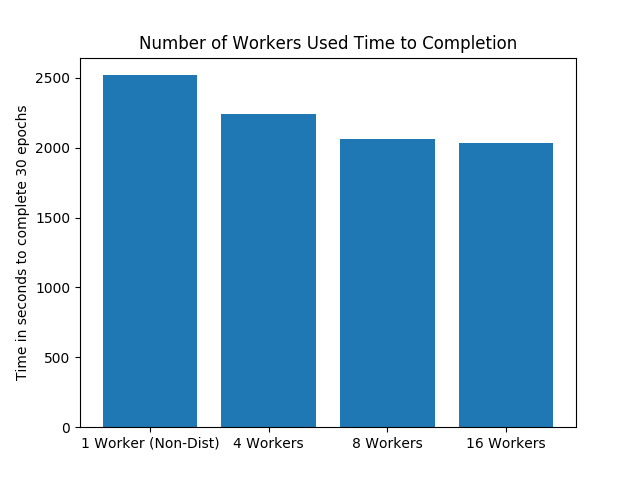 Number of Workers Used Time to Completion
Time in seconds to complete 30 epochs
2500
2000
1500
1000
500
0
1 Worker (Non-Dist)
4 Workers
8 Workers
16 Workers